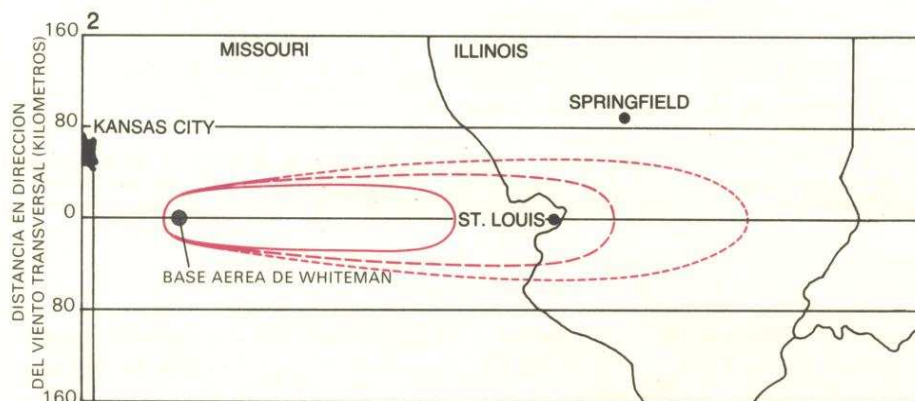 DISTANCIA EN DIRECCION
DEL VIENTO TRANSVERSAL (KILOMETROS)
160
80
0
80
160
2
MISSOURI
ILLINOIS
SPRINGFIELD
KANSAS CITY
ST. LOUIS
BASE AEREA DE WHITEMAN